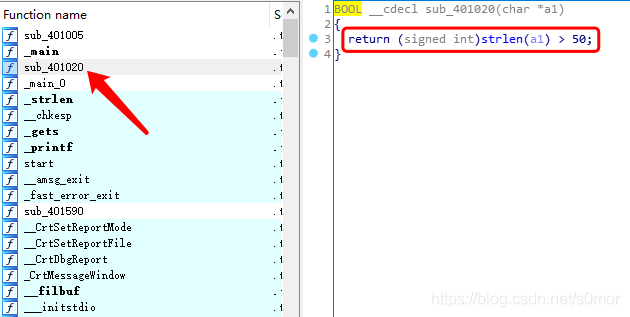 Function name
S
f sub_401005 .t
f _main .t
f sub_401020 .t
f _main_0 .t
f _strlen .t
f __chkesp .t
f _gets .t
f _printf .t
f start .t
f __amsg_exit .t
f _fast_error_exit .t
f sub_401590 .t
f __CrtSetReportMode .t
f __CrtSetReportFile .t
f __CrtDbgReport .t
f _CrtMessageWindow .t
f __filbuf .t
f ___initstdio .t
1 BOOL __cdecl sub_401020(char *a1)
2 {
3 return (signed int)strlen(a1) > 50;
4 }
https://blog.csdn.net/s0mor